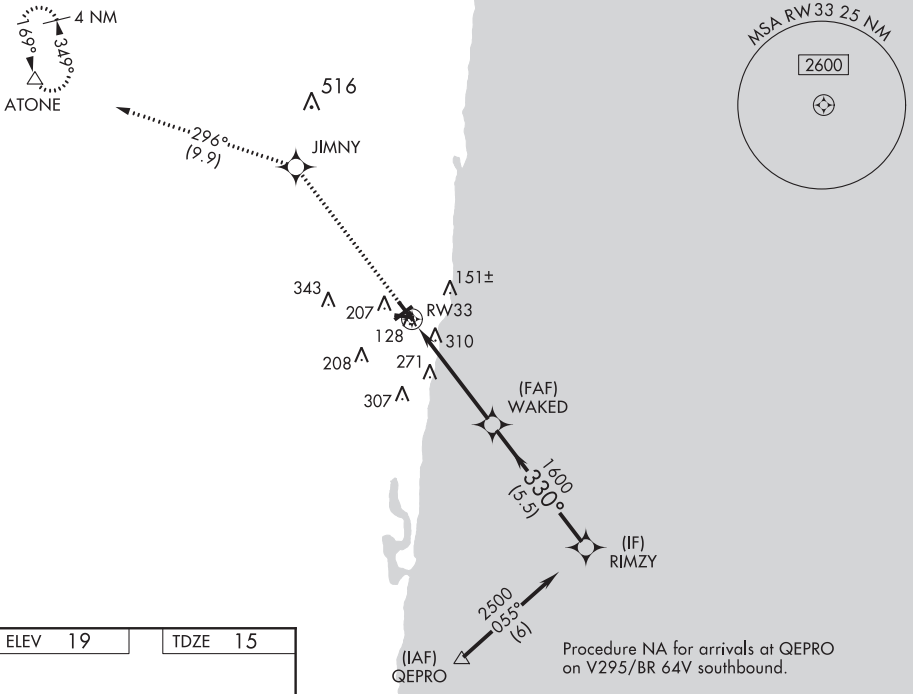 4 NM
169°
349°
ATONE
MSA RW33 25 NM
2600
516
296°
(9.9)
JIMNY
343
207
151±
RW33
128
310
208
271
307
(FAF)
WAKED
1600
330°
(5.5)
(IF)
RIMZY
2500
055°
(6)
(IAF)
QEPRO
Procedure NA for arrivals at QEPRO
on V295/BR 64V southbound.
ELEV 19
TDZE 15